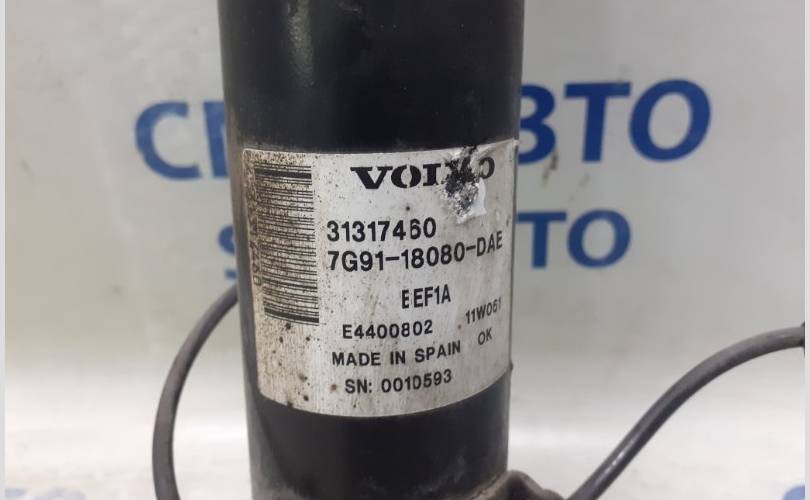 VOLVO
31317460
7G91-18080-DAE
EEF1A
E4400802 11W061
MADE IN SPAIN OK
SN: 0010593